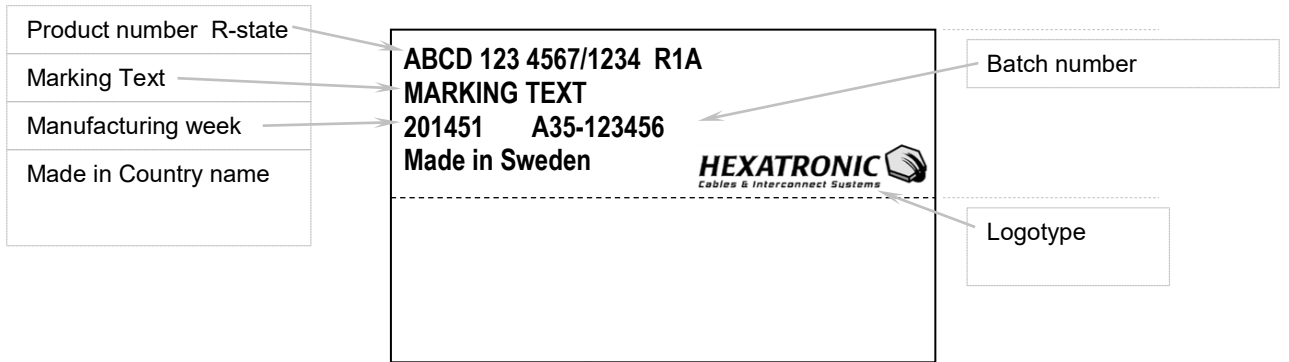 Product number R-state
Marking Text
Manufacturing week
Made in Country name
ABCD 123 4567/1234 R1A
MARKING TEXT
201451 A35-123456
Made in Sweden
HEXATRONIC
Cables & Interconnect Systems
Batch number
Logotype